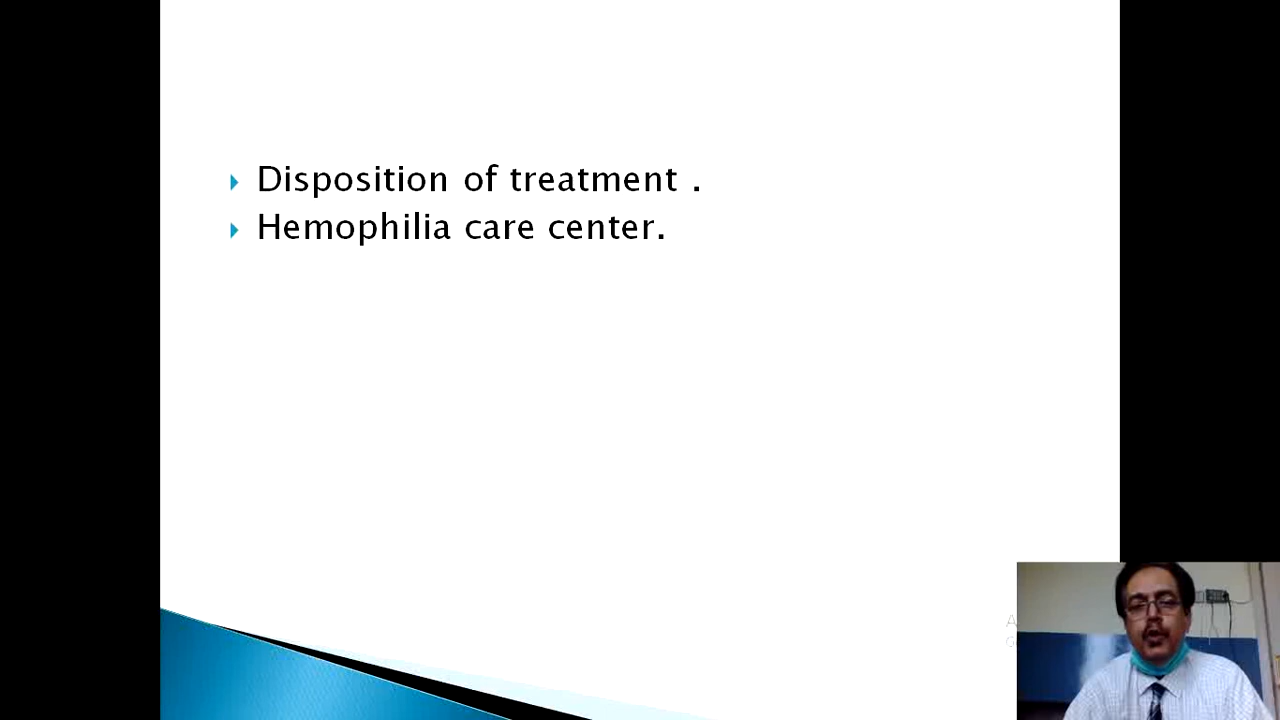 Disposition of treatment .
Hemophilia care center.